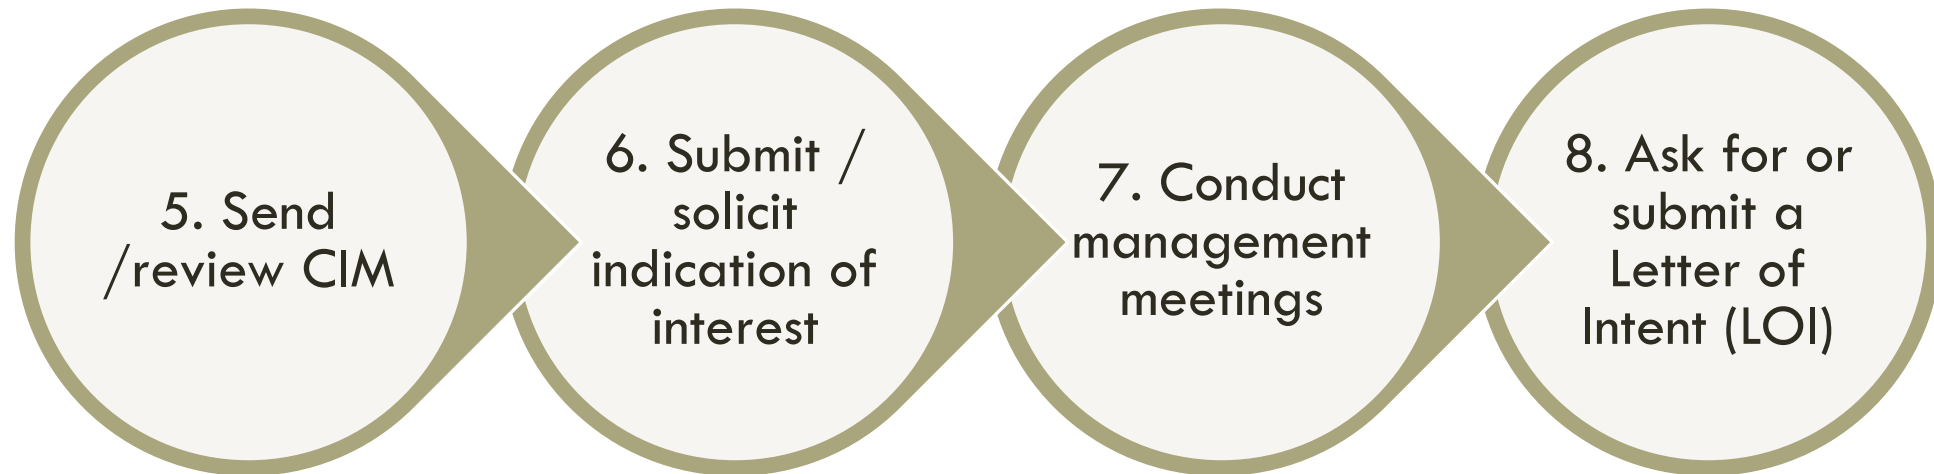 5. Send
/review CIM
6. Submit /
solicit
indication of
interest
7. Conduct
management
meetings
8. Ask for or
submit a
Letter of
Intent (LOI)